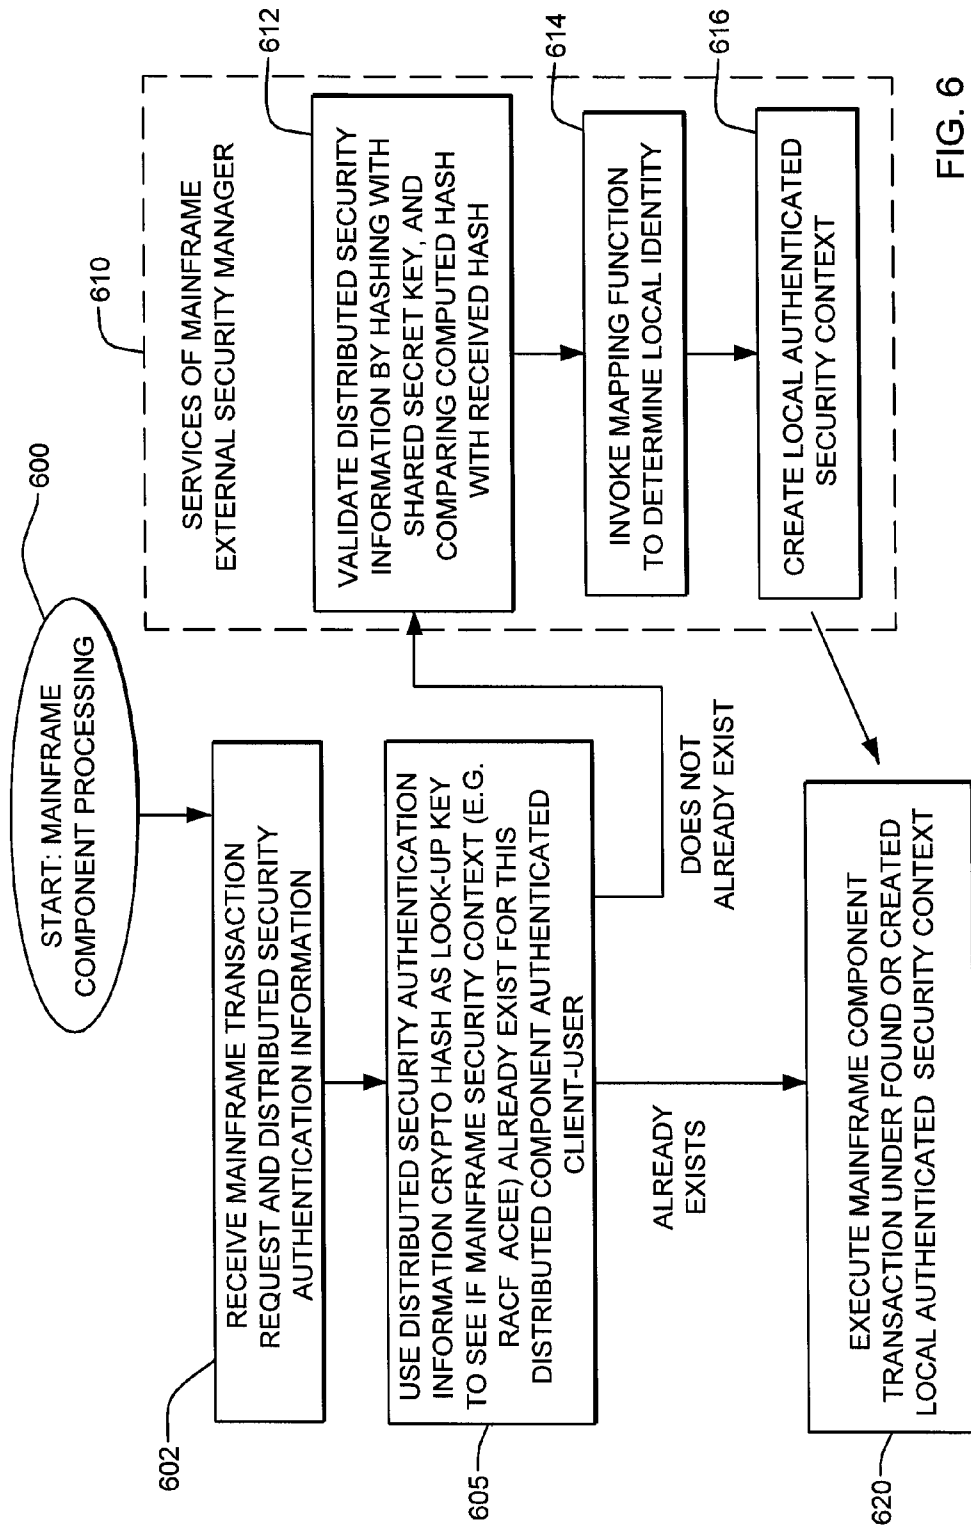 600
START: MAINFRAME
COMPONENT PROCESSING
602
RECEIVE MAINFRAME TRANSACTION
REQUEST AND DISTRIBUTED SECURITY
AUTHENTICATION INFORMATION
605
USE DISTRIBUTED SECURITY AUTHENTICATION
INFORMATION CRYPTO HASH AS LOOK-UP KEY
TO SEE IF MAINFRAME SECURITY CONTEXT (E.G.
RACF ACEE) ALREADY EXIST FOR THIS
DISTRIBUTED COMPONENT AUTHENTICATED
CLIENT-USER
ALREADY
EXISTS
DOES NOT
ALREADY EXIST
610
SERVICES OF MAINFRAME
EXTERNAL SECURITY MANAGER
612
VALIDATE DISTRIBUTED SECURITY
INFORMATION BY HASHING WITH
SHARED SECRET KEY, AND
COMPARING COMPUTED HASH
WITH RECEIVED HASH
614
INVOKE MAPPING FUNCTION
TO DETERMINE LOCAL IDENTITY
616
CREATE LOCAL AUTHENTICATED
SECURITY CONTEXT
620
EXECUTE MAINFRAME COMPONENT
TRANSACTION UNDER FOUND OR CREATED
LOCAL AUTHENTICATED SECURITY CONTEXT
FIG. 6